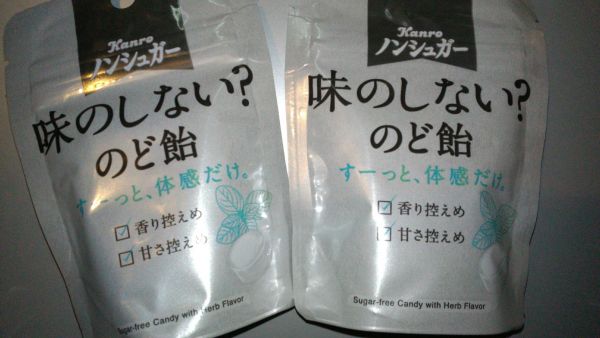 Kanro
ノンシュガー
味のしない?
のど飴
すーっと、体感だけ。
香り控えめ
甘さ控えめ
Sugar-free Candy with Herb Flavor
Kanro
ノンシュガー
味のしない?
のど飴
すーっと、体感だけ。
香り控えめ
甘さ控えめ
Sugar-free Candy with Herb Flavor